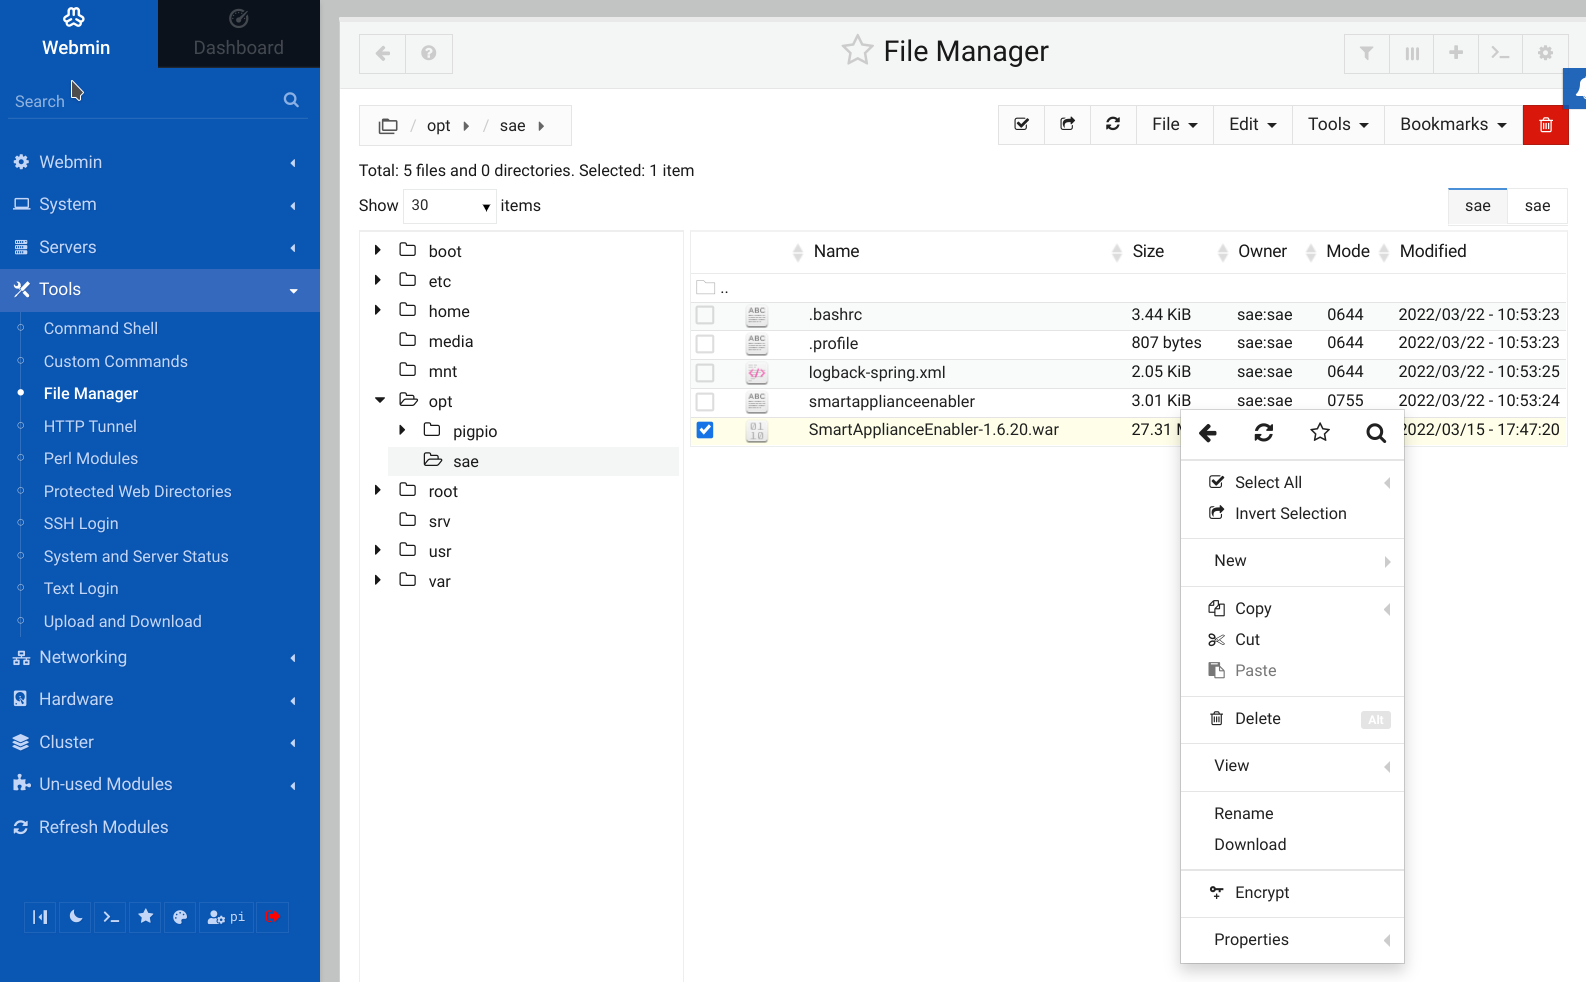 Webmin
Dashboard
Search
Webmin
System
Servers
Tools
Command Shell
Custom Commands
File Manager
HTTP Tunnel
Perl Modules
Protected Web Directories
SSH Login
System and Server Status
Text Login
Upload and Download
Networking
Hardware
Cluster
Un-used Modules
Refresh Modules
pi
File Manager
/ opt / sae
File Edit Tools Bookmarks
Total: 5 files and 0 directories. Selected: 1 item
Show 30 items
sae sae
boot
etc
home
media
mnt
opt
pigpio
sae
root
srv
usr
var
Name Size Owner Mode Modified
..
ABC .bashrc 3.44 KiB sae:sae 0644 2022/03/22 - 10:53:23
ABC .profile 807 bytes sae:sae 0644 2022/03/22 - 10:53:23
</> logback-spring.xml 2.05 KiB sae:sae 0644 2022/03/22 - 10:53:25
ABC smartapplianceenabler 3.01 KiB sae:sae 0755 2022/03/22 - 10:53:24
01 10 SmartApplianceEnabler-1.6.20.war 27.31 2022/03/15 - 17:47:20
Select All
Invert Selection
New
Copy
Cut
Paste
Delete Alt
View
Rename
Download
Encrypt
Properties